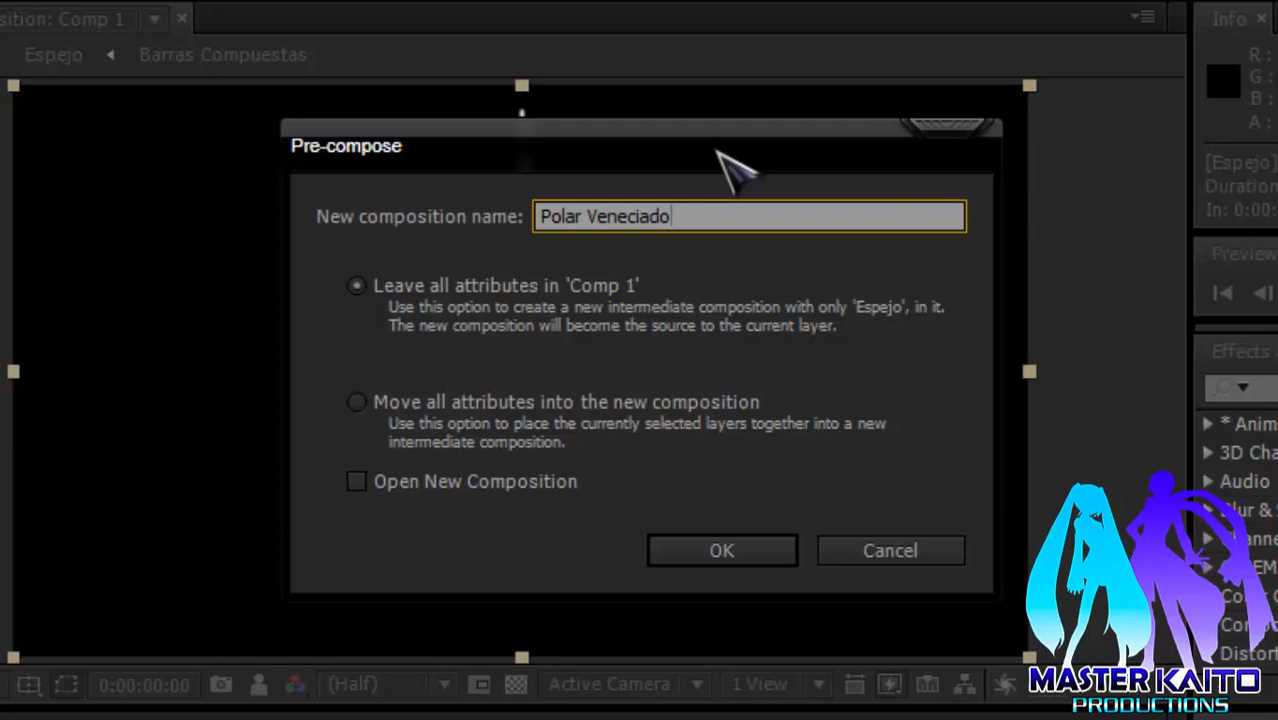 sition: Comp 1
Info
Espejo
Barras Compuestas
R :
G :
B :
A :
Pre-compose
[Espejo]
Duratio
In: 0:00:
New composition name:
Polar Veneciado
Preview
Leave all attributes in 'Comp 1'
Use this option to create a new intermediate composition with only 'Espejo', in it.
The new composition will become the source to the current layer.
Effects
Move all attributes into the new composition
Use this option to place the currently selected layers together into a new
intermediate composition.
* Anim
3D Cha
Audio
Blur & S
Open New Composition
OK
Cancel
Color
Distort
0:00:00:00
(Half)
Active Camera
1 View
MASTER KAITO
PRODUCTIONS